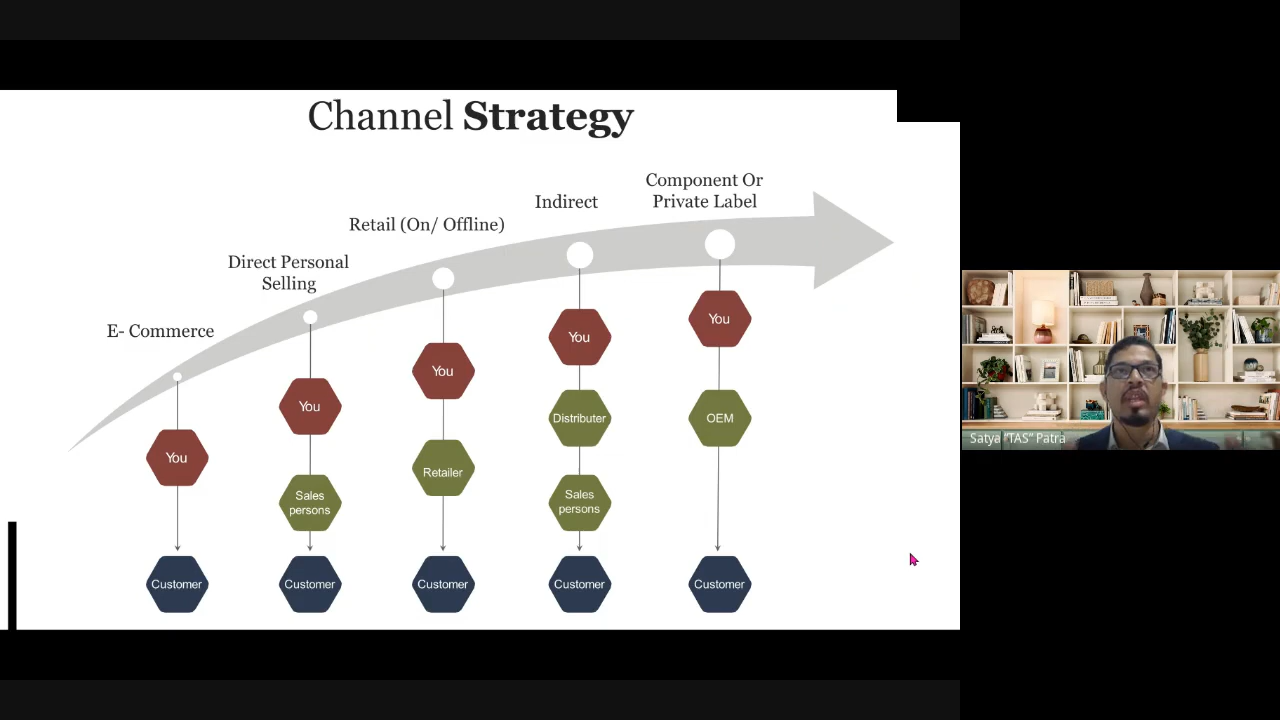 Channel Strategy
Component Or
Private Label
Indirect
Retail (On/ Offline)
Direct Personal
Selling
E- Commerce
You
Customer
You
Sales
persons
Customer
You
Retailer
Customer
You
Distributer
Sales
persons
Customer
You
OEM
Customer
Satya "TAS" Patra